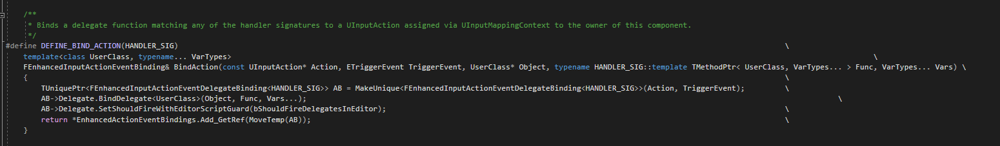 /**
* Binds a delegate function matching any of the handler signatures to a UInputAction assigned via UInputMappingContext to the owner of this component.
*/
#define DEFINE_BIND_ACTION(HANDLER_SIG) \
template<class UserClass, typename... VarTypes> \
FEnhancedInputActionEventBinding& BindAction(const UInputAction* Action, ETriggerEvent TriggerEvent, UserClass* Object, typename HANDLER_SIG::template TMethodPtr< UserClass, VarTypes... > Func, VarTypes... Vars) \
{ \
TUniquePtr<FEnhancedInputActionEventDelegateBinding<HANDLER_SIG>> AB = MakeUnique<FEnhancedInputActionEventDelegateBinding<HANDLER_SIG>>(Action, TriggerEvent); \
AB->Delegate.BindDelegate<UserClass>(Object, Func, Vars...); \
AB->Delegate.SetShouldFireWithEditorScriptGuard(bShouldFireDelegatesInEditor); \
return *EnhancedActionEventBindings.Add_GetRef(MoveTemp(AB)); \
}